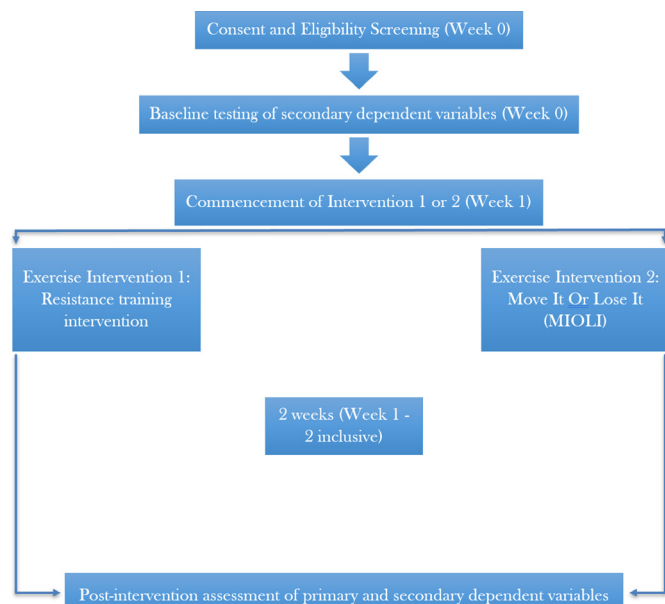 Consent and Eligibility Screening (Week 0)
Baseline testing of secondary dependent variables (Week 0)
Commencement of Intervention 1 or 2 (Week 1)
Exercise Intervention 1:
Resistance training
intervention
Exercise Intervention 2:
Move It Or Lose It
(MIOLI)
2 weeks (Week 1 -
2 inclusive)
Post-intervention assessment of primary and secondary dependent variables